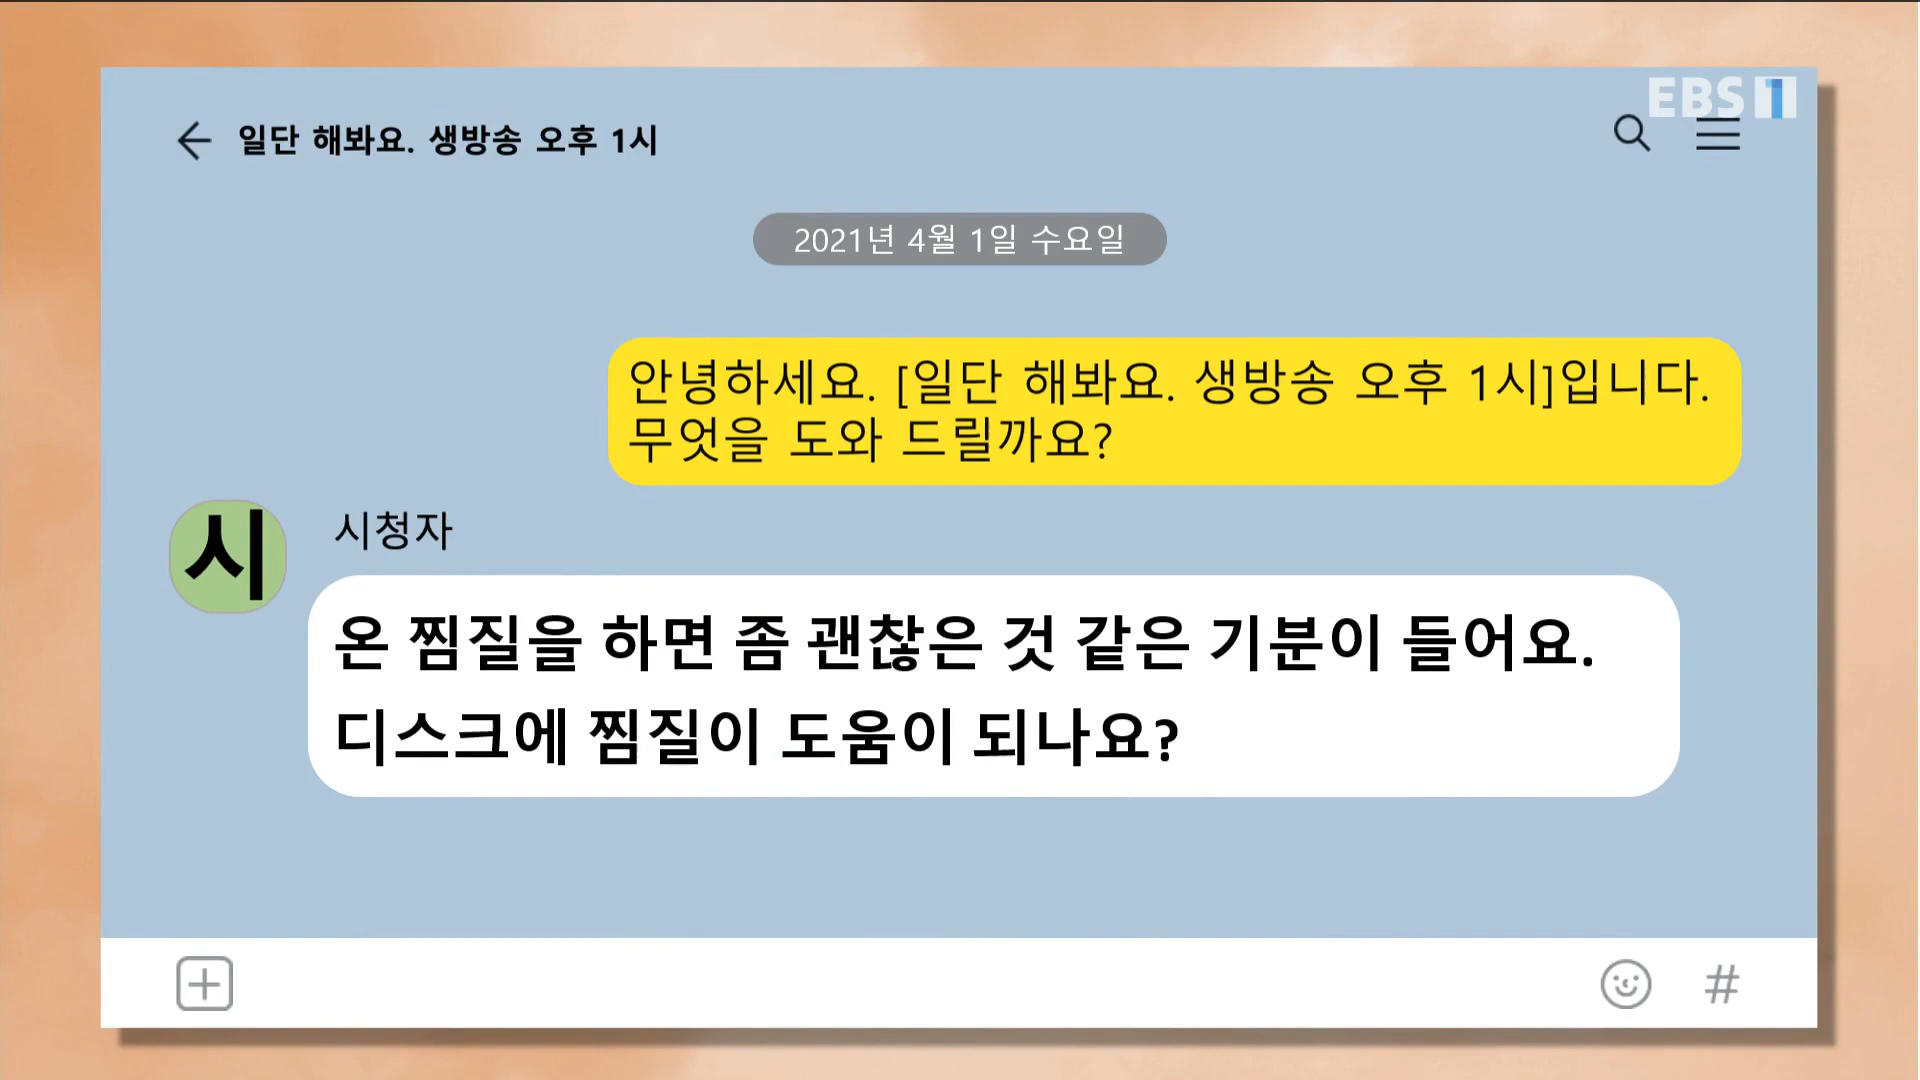 EBS 1
일단 해봐요. 생방송 오후 1시
2021년 4월 1일 수요일
안녕하세요. [일단 해봐요. 생방송 오후 1시]입니다.
무엇을 도와 드릴까요?
시
시청자
온 찜질을 하면 좀 괜찮은 것 같은 기분이 들어요.
디스크에 찜질이 도움이 되나요?
#